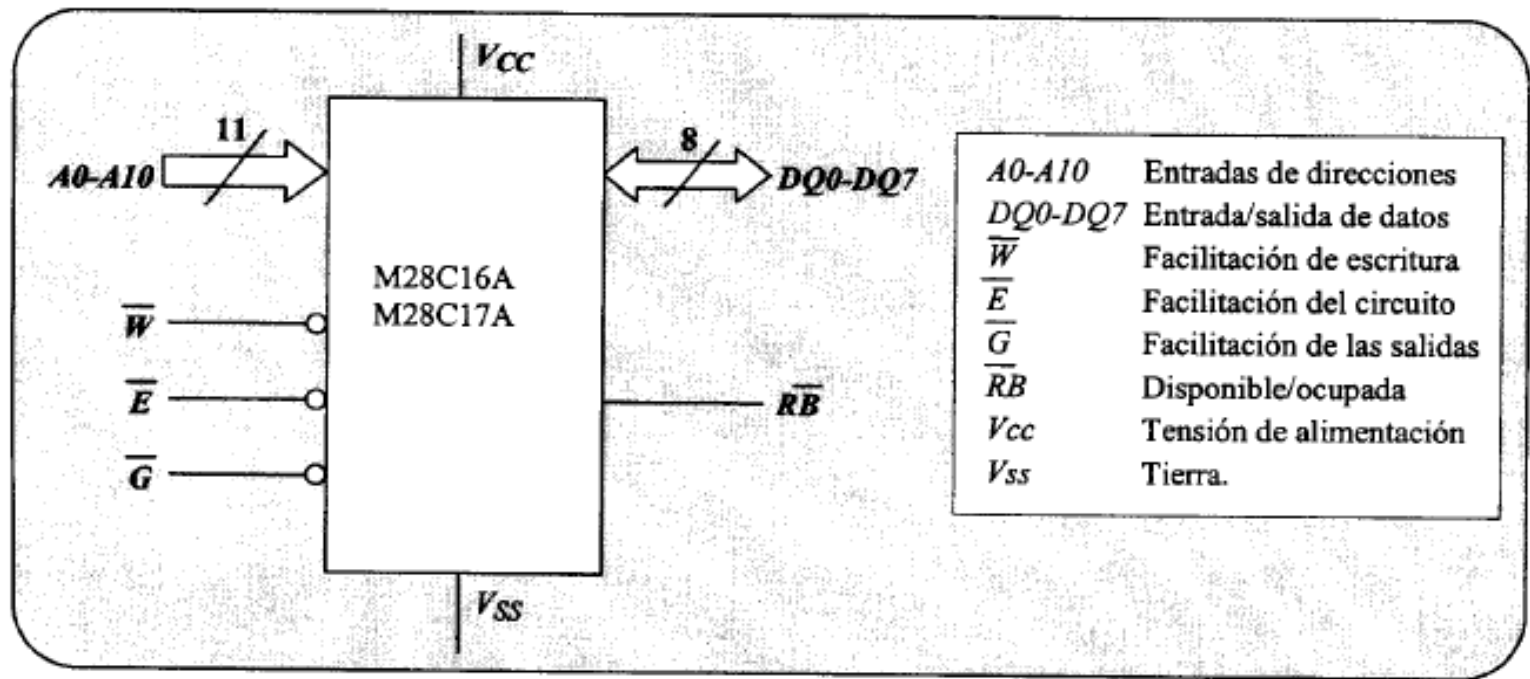 VCC
11
A0-A10
8
DQ0-DQ7
M28C16A
M28C17A
W̅
E̅
G̅
RB̅
VSS
A0-A10 Entradas de direcciones
DQ0-DQ7 Entrada/salida de datos
W̅ Facilitación de escritura
E̅ Facilitación del circuito
G̅ Facilitación de las salidas
R̅B̅ Disponible/ocupada
Vcc Tensión de alimentación
Vss Tierra.